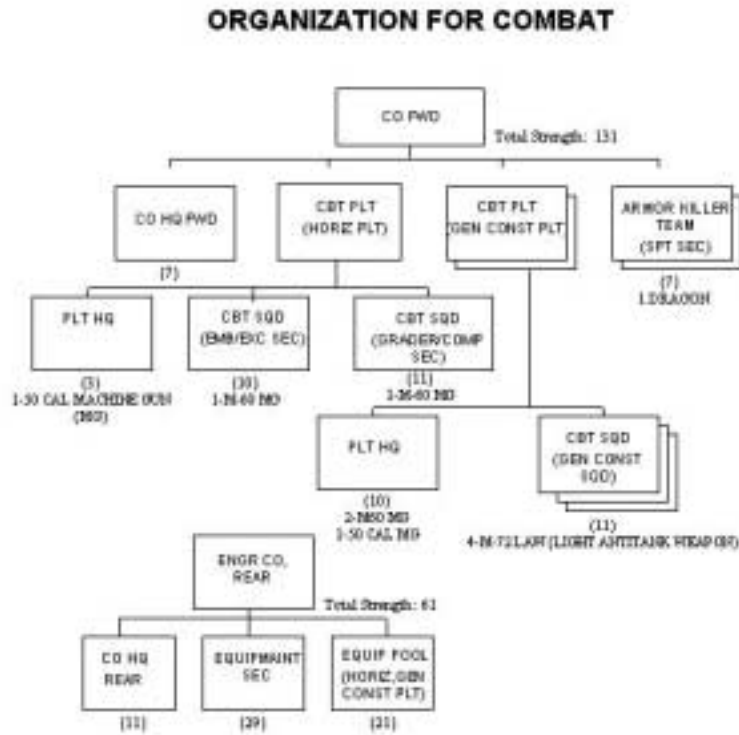 ORGANIZATION FOR COMBAT
CO FWD
Total Strength: 131
CO HQ FWD
(7)
CBT PLT
(HORIZ PLT)
CBT PLT
(GEN CONST PLT)
ARMOR KILLER
TEAM
(SPT SEC)
(7)
1 DRAGON
PLT HQ
(3)
1-50 CAL MACHINE GUN
(MG)
CBT SQD
(EMB/EXC SEC)
(10)
1-M-60 MG
CBT SQD
(GRADER/COMP
SEC)
(11)
M-60 MG
PLT HQ
(10)
2-M60 MG
1-50 CAL MG
CBT SQD
(GEN CONST
SQD)
(11)
4-M-72 LAW (LIGHT ANTITANK WEAPON)
ENGR CO,
REAR
Total Strength: 61
CO HQ
REAR
(11)
EQUIPMAINT
SEC
(29)
EQUIP POOL
(HORIZ,GEN
CONST PLT)
(21)